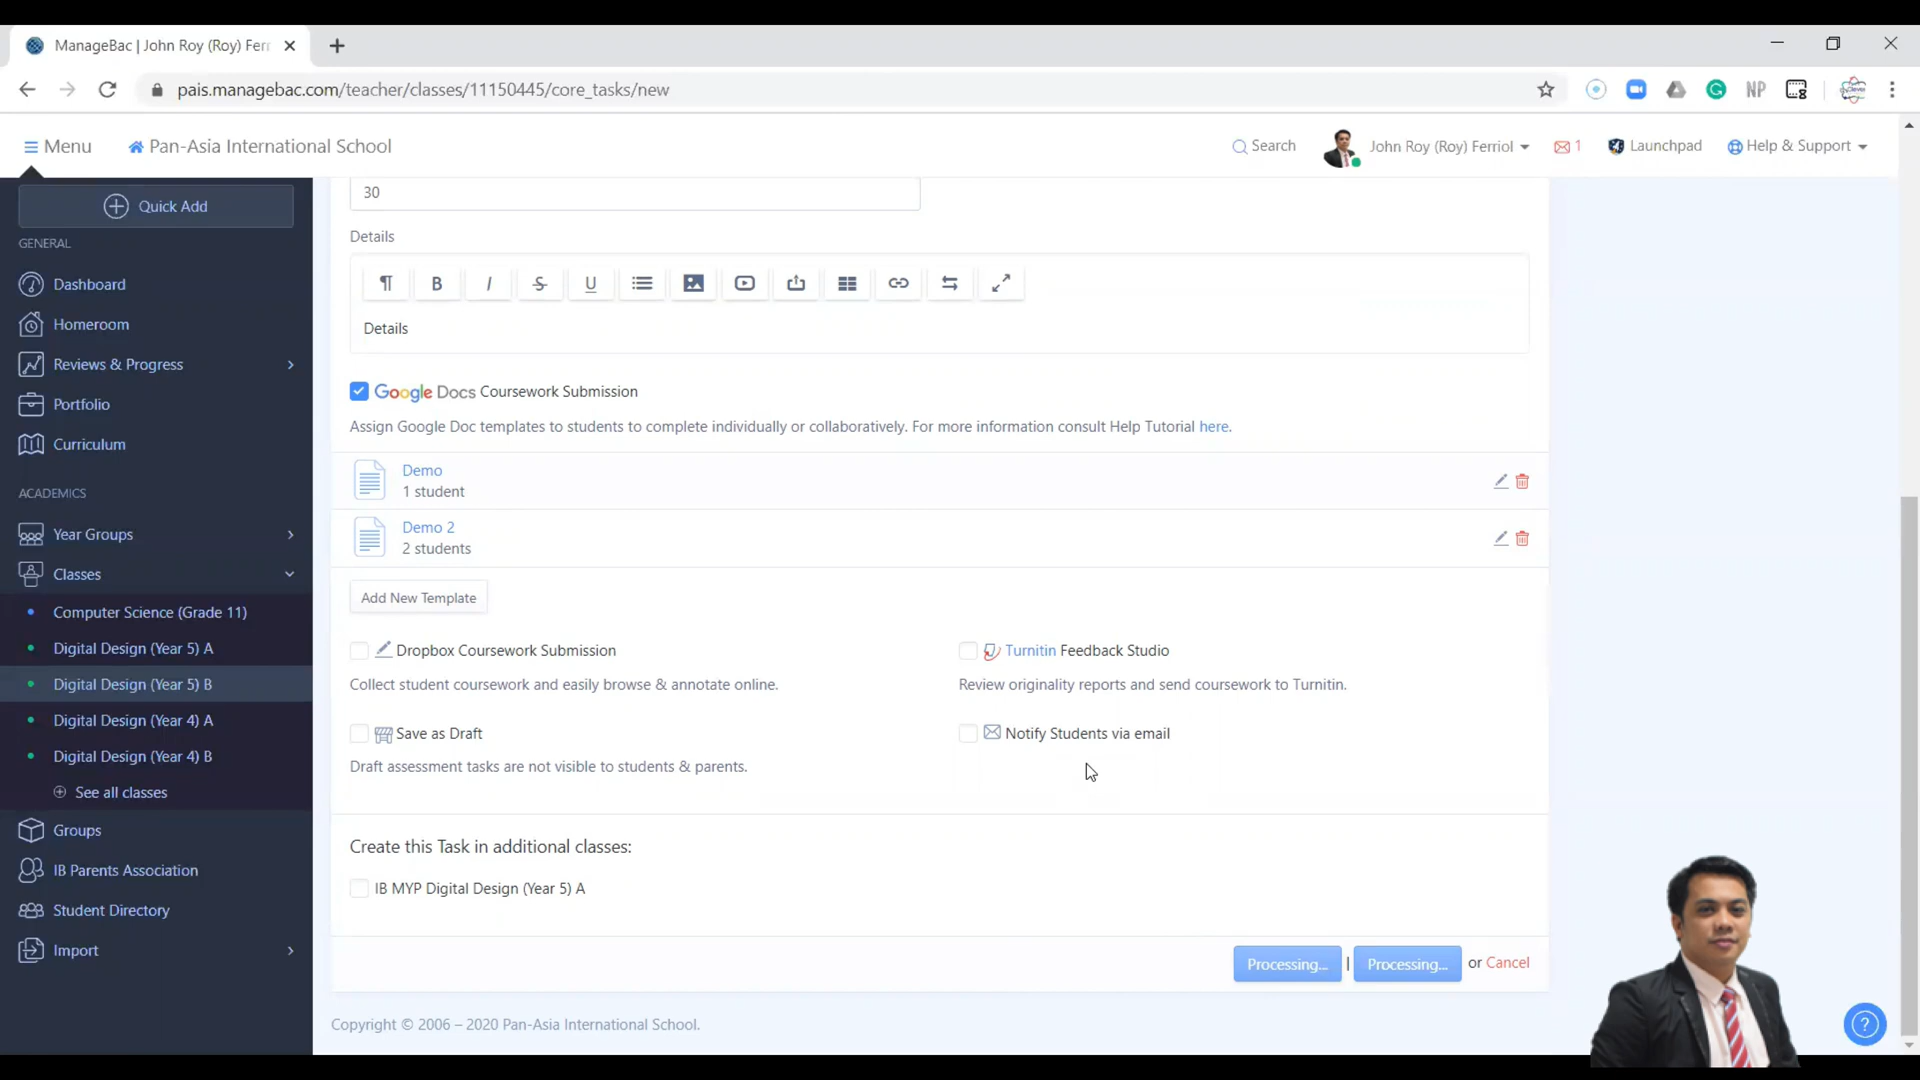 ManageBac | John Roy (Roy) Ferr
pais.managebac.com/teacher/classes/11150445/core_tasks/new
NP
Menu
Pan-Asia International School
Search
John Roy (Roy) Ferriol
1
Launchpad
Help & Support
Quick Add
GENERAL
Dashboard
Homeroom
Reviews & Progress
Portfolio
Curriculum
ACADEMICS
Year Groups
Classes
Computer Science (Grade 11)
Digital Design (Year 5) A
Digital Design (Year 5) B
Digital Design (Year 4) A
Digital Design (Year 4) B
See all classes
Groups
IB Parents Association
Student Directory
Import
30
Details
B I S U
Details
Google Docs Coursework Submission
Assign Google Doc templates to students to complete individually or collaboratively. For more information consult Help Tutorial here.
Demo
1 student
Demo 2
2 students
Add New Template
Dropbox Coursework Submission
Collect student coursework and easily browse & annotate online.
Turnitin Feedback Studio
Review originality reports and send coursework to Turnitin.
Save as Draft
Draft assessment tasks are not visible to students & parents.
Notify Students via email
Create this Task in additional classes:
IB MYP Digital Design (Year 5) A
Processing... | Processing... or Cancel
Copyright © 2006 – 2020 Pan-Asia International School.